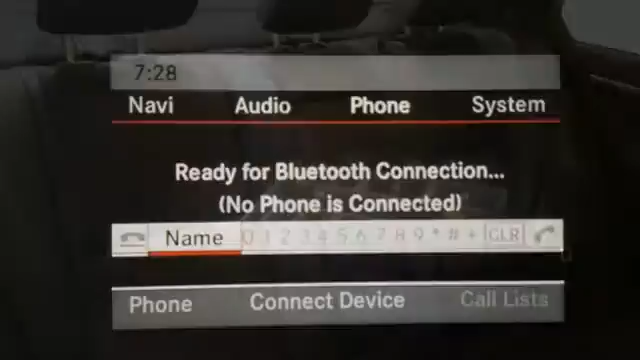 7:28
Navi Audio Phone System
Ready for Bluetooth Connection...
(No Phone is Connected)
Name 0 1 2 3 4 5 6 7 8 9 * # + CLR
Phone Connect Device Call Lists